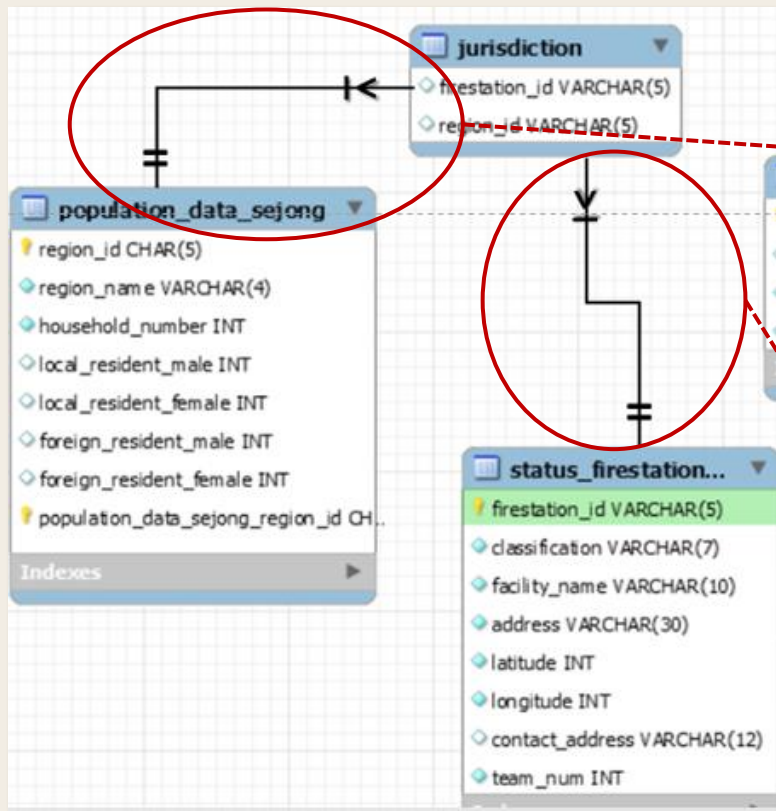 jurisdiction
firestation_id VARCHAR(5)
region_id VARCHAR(5)
population_data_sejong
region_id CHAR(5)
region_name VARCHAR(4)
household_number INT
local_resident_male INT
local_resident_female INT
foreign_resident_male INT
foreign_resident_female INT
population_data_sejong_region_id CH...
Indexes
status_firestation...
firestation_id VARCHAR(5)
classification VARCHAR(7)
facility_name VARCHAR(10)
address VARCHAR(30)
latitude INT
longitude INT
contact_address VARCHAR(12)
team_num INT